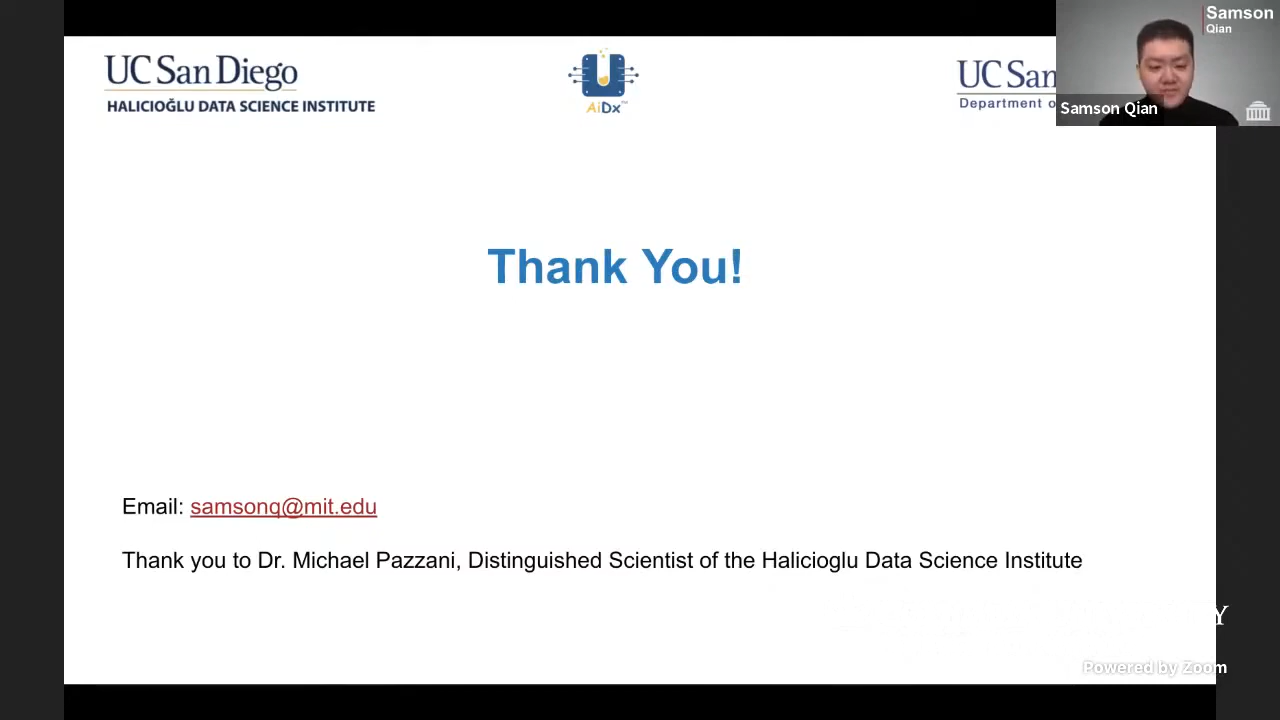 UC San Diego
HALICIOĞLU DATA SCIENCE INSTITUTE
AiDx™
UC San
Department o
Samson
Qian
Samson Qian
Thank You!
Email: samsonq@mit.edu
Thank you to Dr. Michael Pazzani, Distinguished Scientist of the Halicioglu Data Science Institute
Y
Powered by Zoom